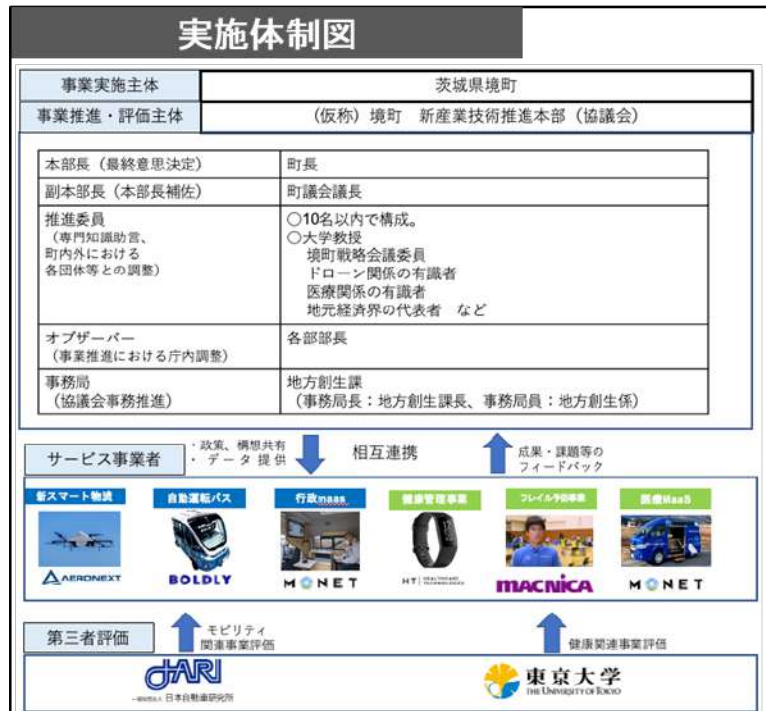 実施体制図
事業実施主体
茨城県境町
事業推進・評価主体
（仮称）境町　新産業技術推進本部（協議会）
本部長（最終意思決定）
町長
副本部長（本部長補佐）
町議会議長
推進委員
（専門知識助言、
町内外における
各団体等との調整）
○10名以内で構成。
○大学教授
境町戦略会議委員
ドローン関係の有識者
医療関係の有識者
地元経済界の代表者　など
オブザーバー
（事業推進における庁内調整）
各部部長
事務局
（協議会事務推進）
地方創生課
（事務局長：地方創生課長、事務局員：地方創生係）
サービス事業者
・政策、構想共有
・データ提供
相互連携
成果・課題等の
フィードバック
新スマート物流
自動運転バス
行政maas
健康管理事業
フレイル予防事業
医療MaaS
AERONEXT
BOLDLY
MONET
HT HEALTHCARE
TECHNOLOGIES
MACNICA
MONET
第三者評価
モビリティ
関連事業評価
健康関連事業評価
JARI
一般財団法人 日本自動車研究所
東京大学
THE UNIVERSITY OF TOKYO